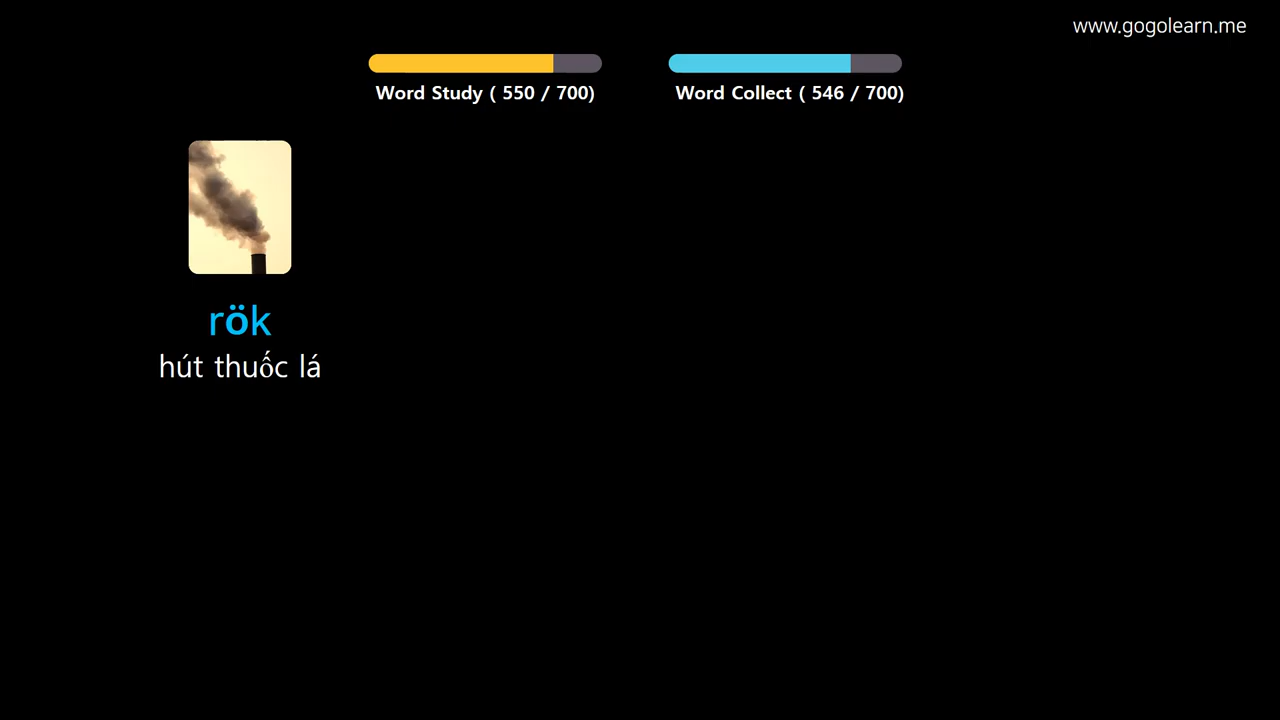 www.gogolearn.me
Word Study ( 550 / 700)
Word Collect ( 546 / 700)
rök
hút thuốc lá